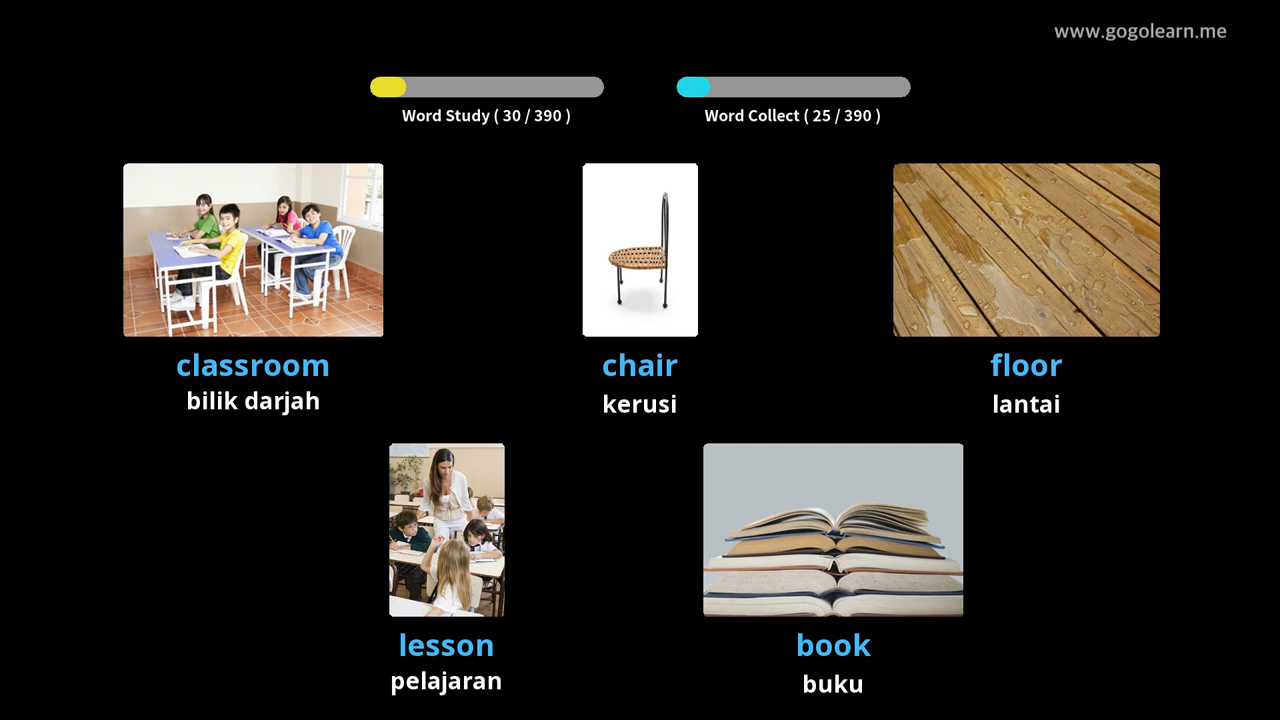 www.gogolearn.me
Word Study ( 30 / 390 )
Word Collect ( 25 / 390 )
classroom
bilik darjah
chair
kerusi
floor
lantai
lesson
pelajaran
book
buku